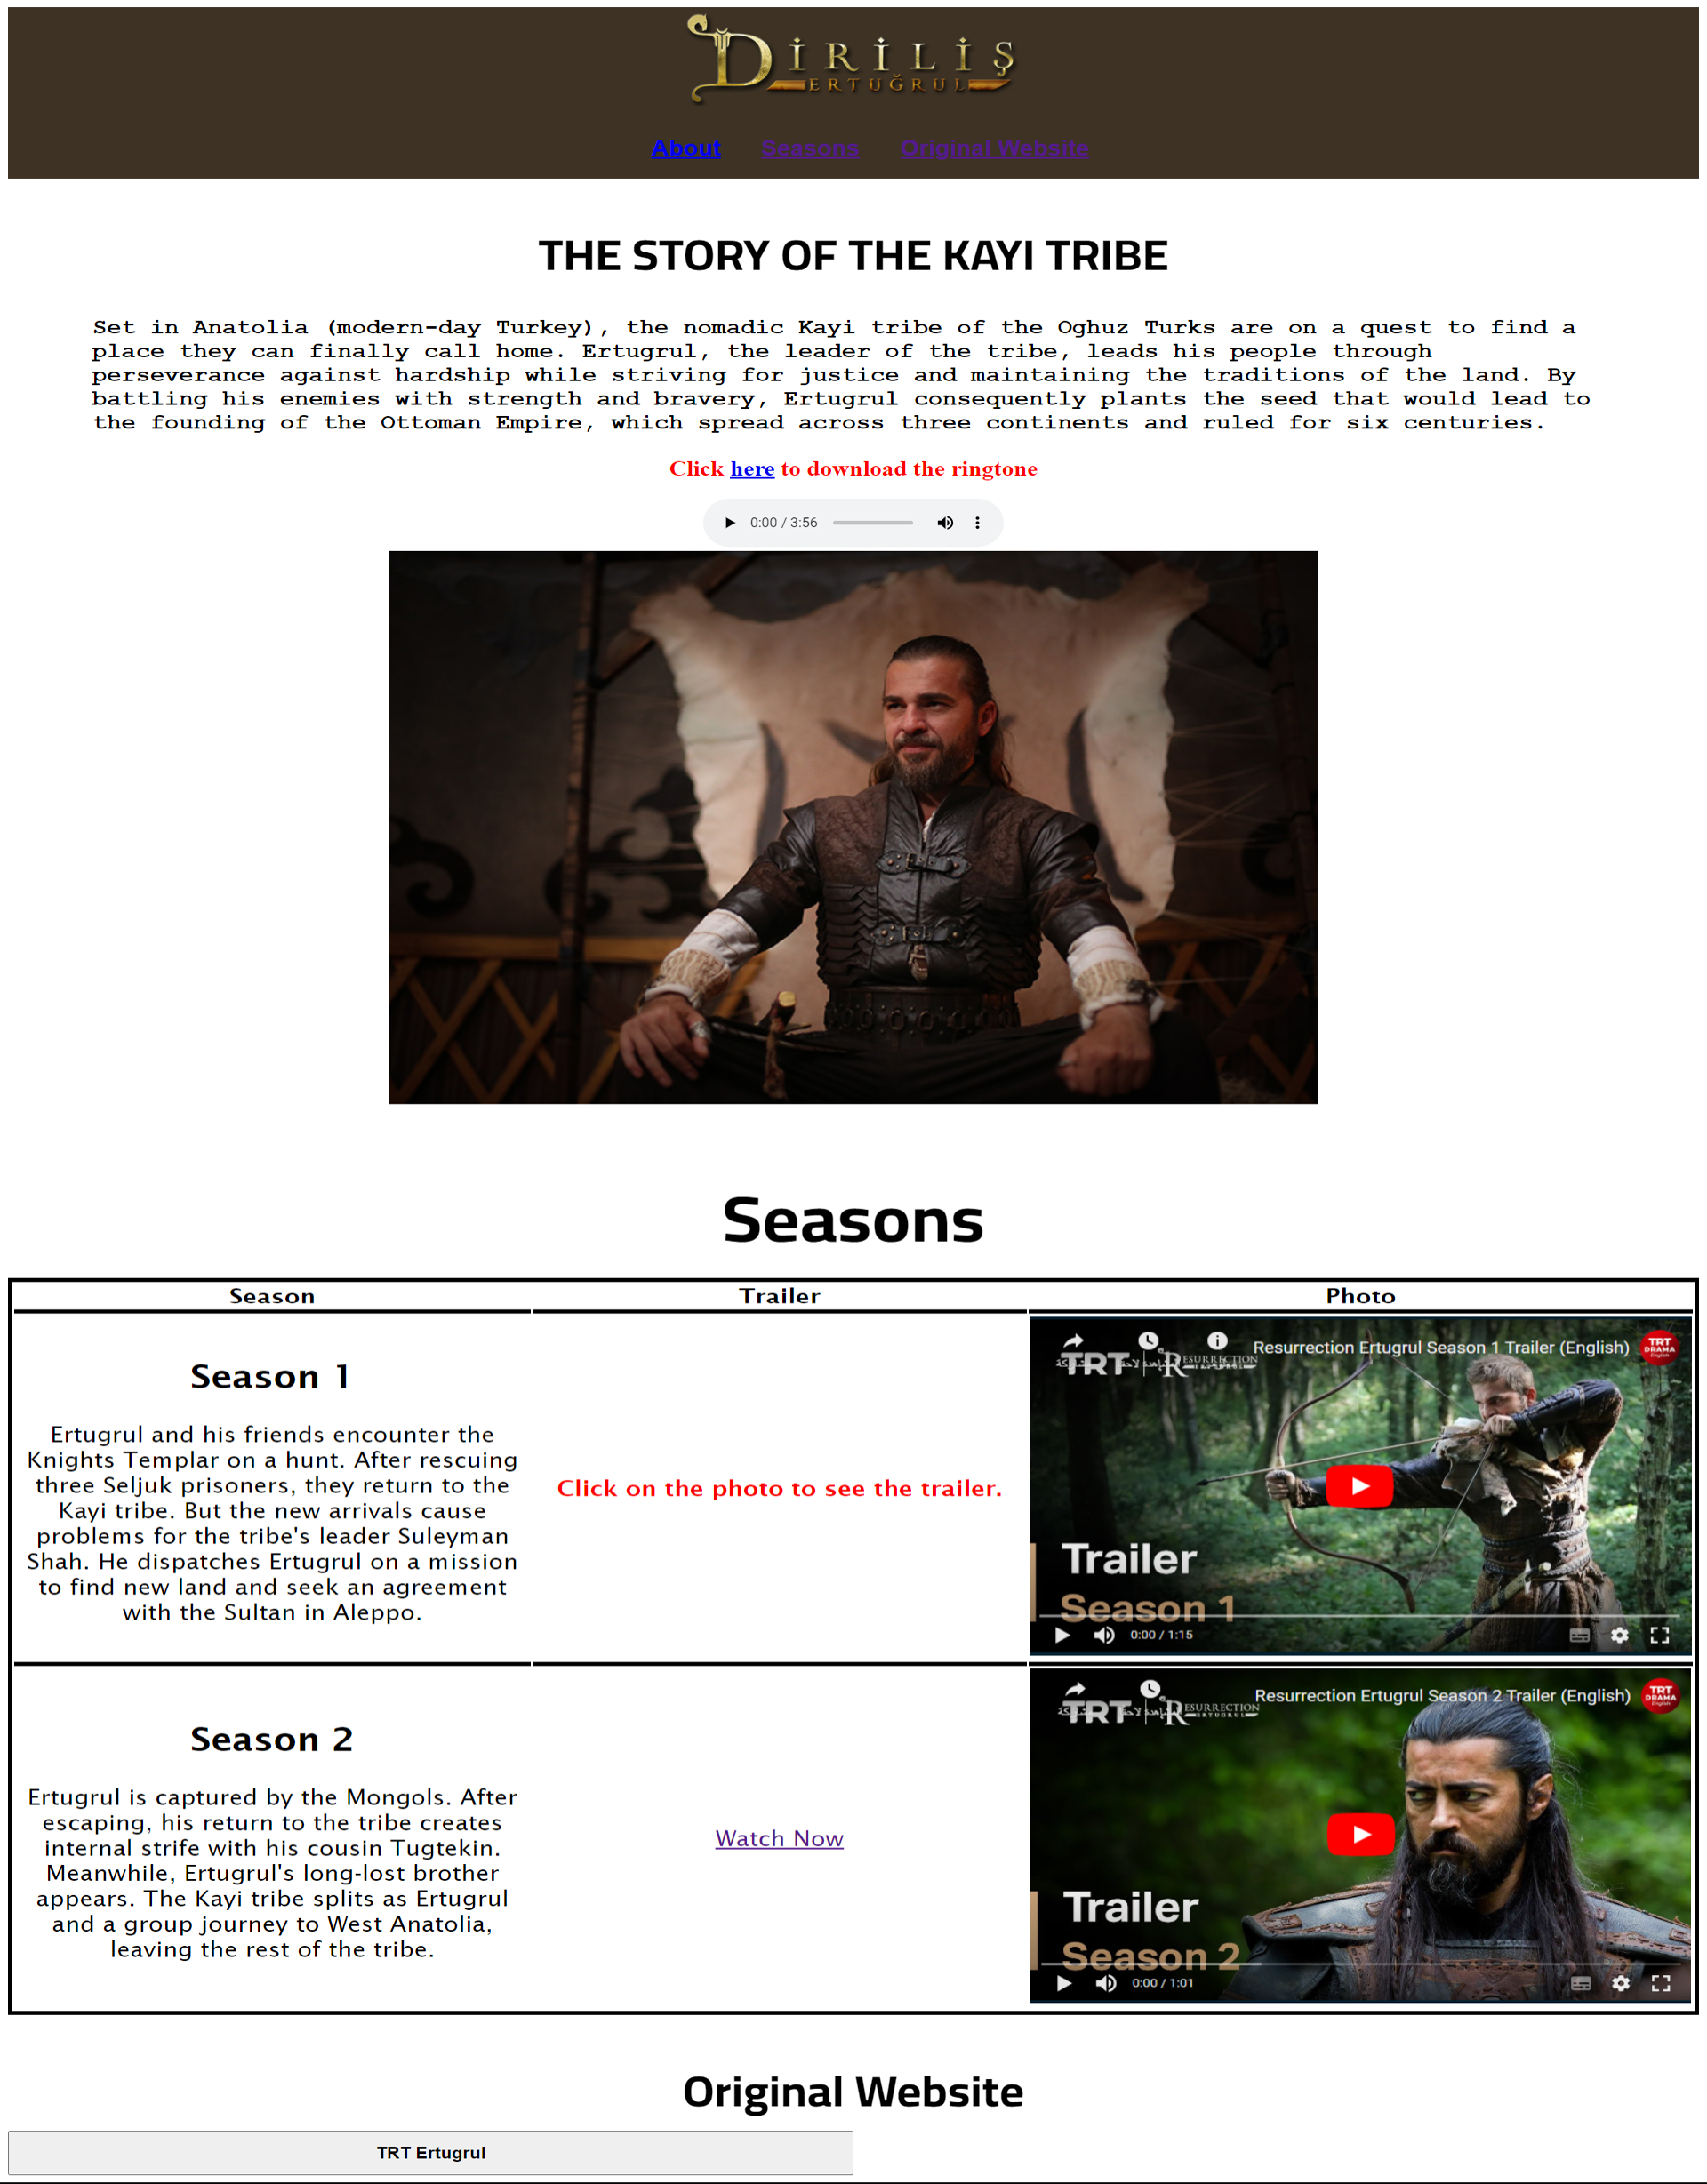 DİRİLİŞ
ERTUĞRUL
About Seasons Original Website
THE STORY OF THE KAYI TRIBE
Set in Anatolia (modern-day Turkey), the nomadic Kayi tribe of the Oghuz Turks are on a quest to find a
place they can finally call home. Ertugrul, the leader of the tribe, leads his people through
perseverance against hardship while striving for justice and maintaining the traditions of the land. By
battling his enemies with strength and bravery, Ertugrul consequently plants the seed that would lead to
the founding of the Ottoman Empire, which spread across three continents and ruled for six centuries.
Click here to download the ringtone
0:00 / 3:56
Seasons
Season Trailer Photo
Season 1
Ertugrul and his friends encounter the
Knights Templar on a hunt. After rescuing
three Seljuk prisoners, they return to the
Kayi tribe. But the new arrivals cause
problems for the tribe's leader Suleyman
Shah. He dispatches Ertugrul on a mission
to find new land and seek an agreement
with the Sultan in Aleppo.
Click on the photo to see the trailer.
Resurrection Ertugrul Season 1 Trailer (English)
TRT
DRAMA
English
TRT
RESURRECTION
Trailer
Season 1
0:00 / 1:15
Season 2
Ertugrul is captured by the Mongols. After
escaping, his return to the tribe creates
internal strife with his cousin Tugtekin.
Meanwhile, Ertugrul's long-lost brother
appears. The Kayi tribe splits as Ertugrul
and a group journey to West Anatolia,
leaving the rest of the tribe.
Watch Now
Resurrection Ertugrul Season 2 Trailer (English)
TRT
DRAMA
English
TRT
RESURRECTION
ERTUGRUL
Trailer
Season 2
0:00 / 1:01
Original Website
TRT Ertugrul